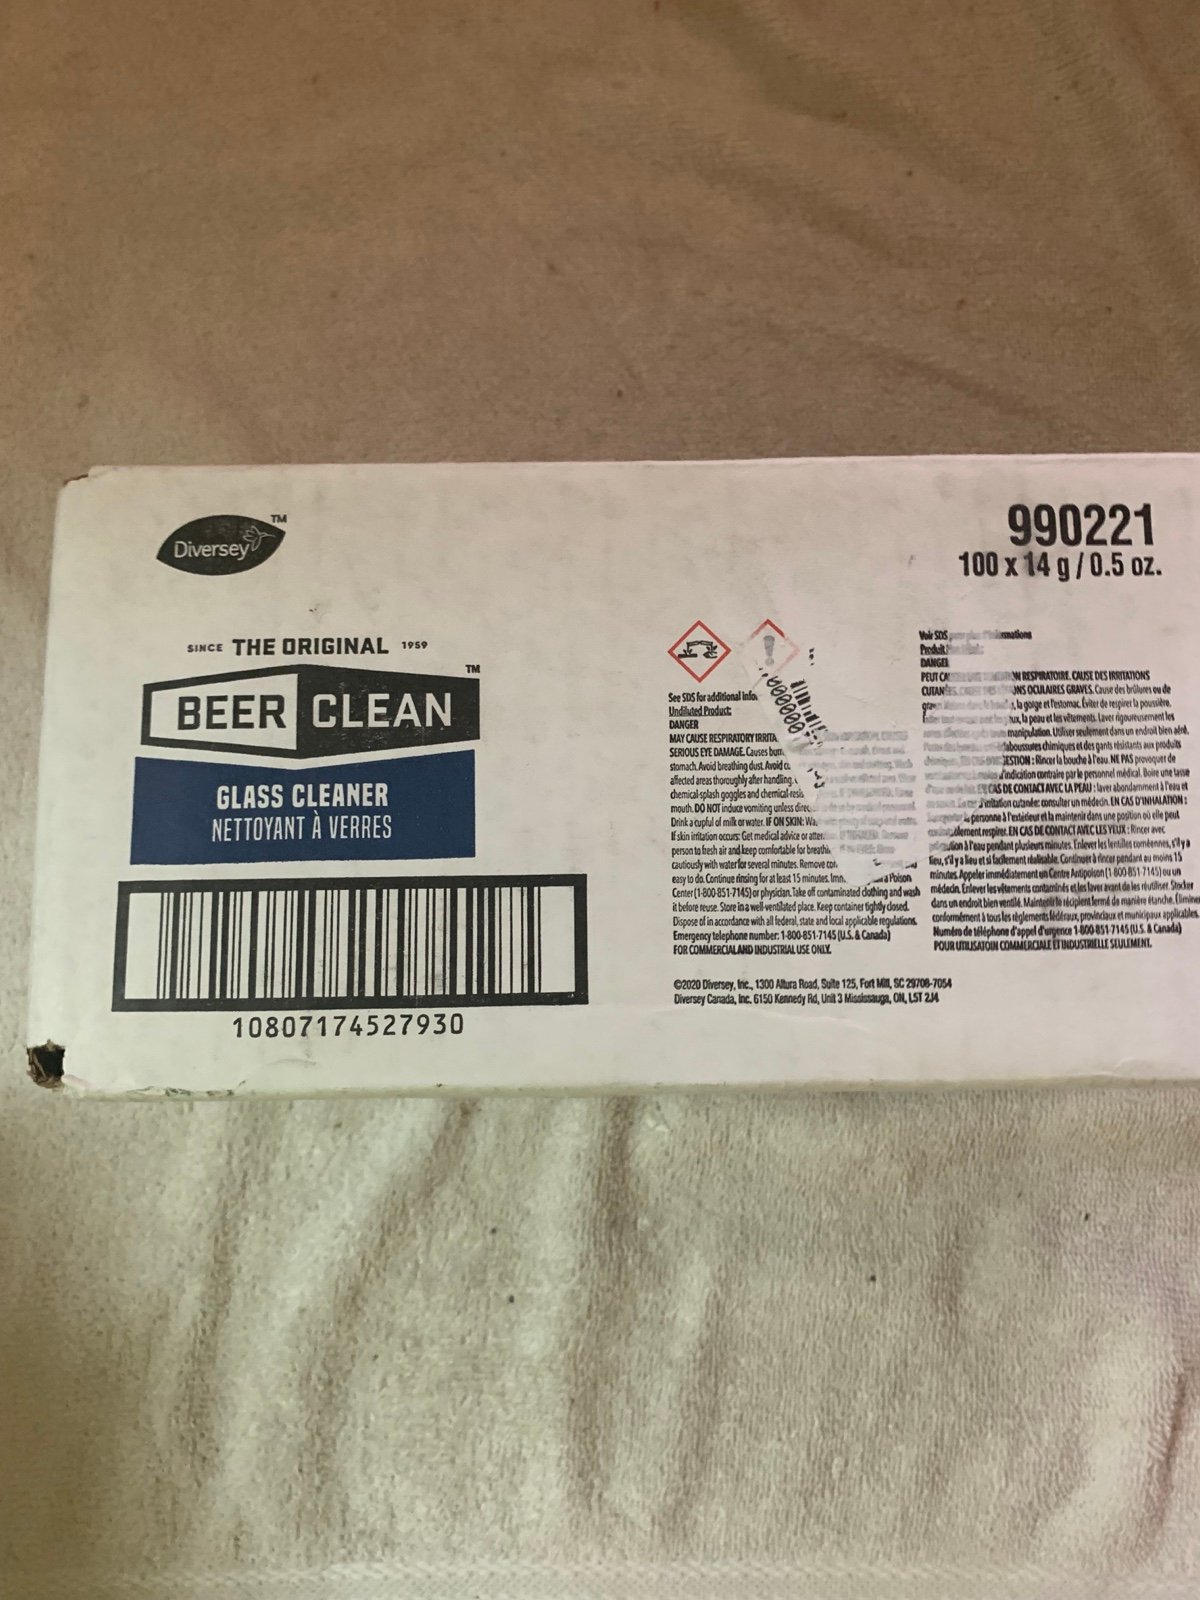 Diversey™
990221
100 x 14 g / 0.5 oz.
SINCE THE ORIGINAL 1959
BEER CLEAN™
GLASS CLEANER
NETTOYANT À VERRES
10807174527930
See SDS for additional
Undiluted Product:
DANGER
MAY CAUSE RESPIRATORY
SERIOUS EYE DAMAGE. Causes
stomach. Avoid breathing dust. Avoid
affected areas thoroughly after handling.
chemical-splash goggles and
mouth. DO NOT induce vomiting unless
Drink a cupful of milk or water. IF ON SKIN:
If skin irritation occurs: Get medical advice or
person to fresh air and keep comfortable for
cautiously with water for several minutes. Remove
easy to do. Continue rinsing for at least 15 minutes. Poison
Center (1-800-851-7145) or physician. Take off contaminated clothing and wash
it before reuse. Store in a well-ventilated place. Keep container tightly closed.
Dispose of in accordance with all federal, state and local applicable regulations.
Emergency telephone number: 1-800-851-7145 (U.S. & Canada)
FOR COMMERCIAL AND INDUSTRIAL USE ONLY.
Voir SDS
DANGER
PEUT RESPIRATOIRE. CAUSE DES IRRITATIONS
OCULAIRES GRAVES. Cause des brûlures ou de
la gorge et l'estomac. Éviter de respirer la poussière.
la peau et les vêtements. Laver rigoureusement les
manipulation. Utiliser seulement dans un endroit bien aéré.
chimiques et des gants résistants aux produits
Rincer la bouche à l'eau. NE PAS provoquer de
d'indication contraire par le personnel médical. Boire une tasse
EN CAS DE CONTACT AVEC LA PEAU : laver abondamment à l'eau et
d'irritation cutanée: consulter un médecin. EN CAS D'INHALATION :
personne à l'extérieur et la maintenir dans une position où elle peut
respirer. EN CAS DE CONTACT AVEC LES YEUX : Rincer avec
à l'eau pendant plusieurs minutes. Enlever les lentilles cornéennes, s'il y a
lieu, s'il y a lieu et si facilement réalisable. Continuer à rincer pendant au moins 15
minutes. Appeler immédiatement un Centre Antipoison (1-800-851-7145) ou un
médecin. Enlever les vêtements contaminés et les laver avant de les réutiliser. Stocker
dans un endroit bien ventilé. Maintenir le récipient fermé de manière étanche. Éliminer
conformément à tous les règlements fédéraux, provinciaux et municipaux applicables.
Numéro de téléphone d'appel d'urgence 1-800-851-7145 (U.S. & Canada)
POUR UTILISATOIN COMMERCIALE ET INDUSTRIELLE SEULEMENT.
©2020 Diversey, Inc., 1300 Altura Road, Suite 125, Fort Mill, SC 29708-7054
Diversey Canada, Inc. 6150 Kennedy Rd, Unit 3 Mississauga, ON, L5T 2J4